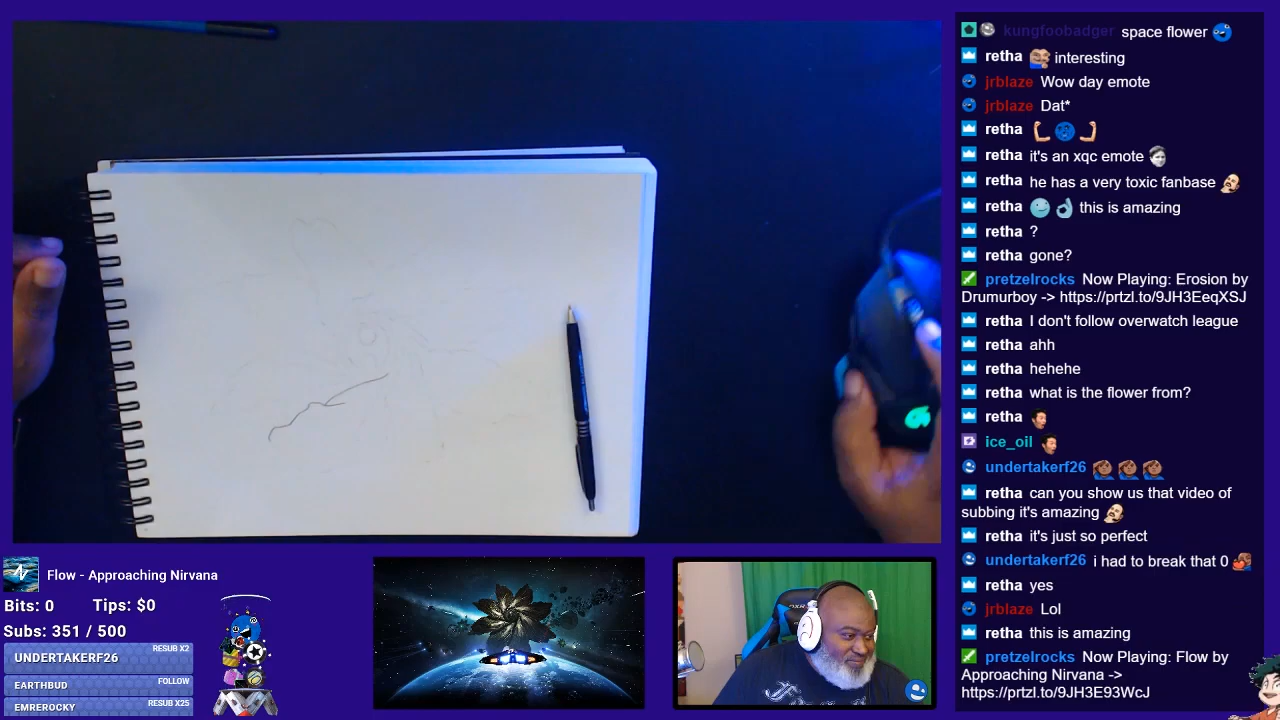 kungfoobadger space flower
retha interesting
jrblaze Wow day emote
jrblaze Dat*
retha
retha it's an xqc emote
retha he has a very toxic fanbase
retha this is amazing
retha ?
retha gone?
pretzelrocks Now Playing: Erosion by
Drumurboy -> https://prtzl.to/9JH3EeqXSJ
retha I don't follow overwatch league
retha ahh
retha hehehe
retha what is the flower from?
retha
ice_oil
undertakerf26
retha can you show us that video of
subbing it's amazing
retha it's just so perfect
undertakerf26 i had to break that 0
retha yes
jrblaze Lol
retha this is amazing
pretzelrocks Now Playing: Flow by
Approaching Nirvana ->
https://prtzl.to/9JH3E93WcJ
Flow - Approaching Nirvana
Bits: 0 Tips: $0
Subs: 351 / 500
RESUB X2
UNDERTAKERF26
FOLLOW
EARTHBUD
RESUB X25
EMREROCKY